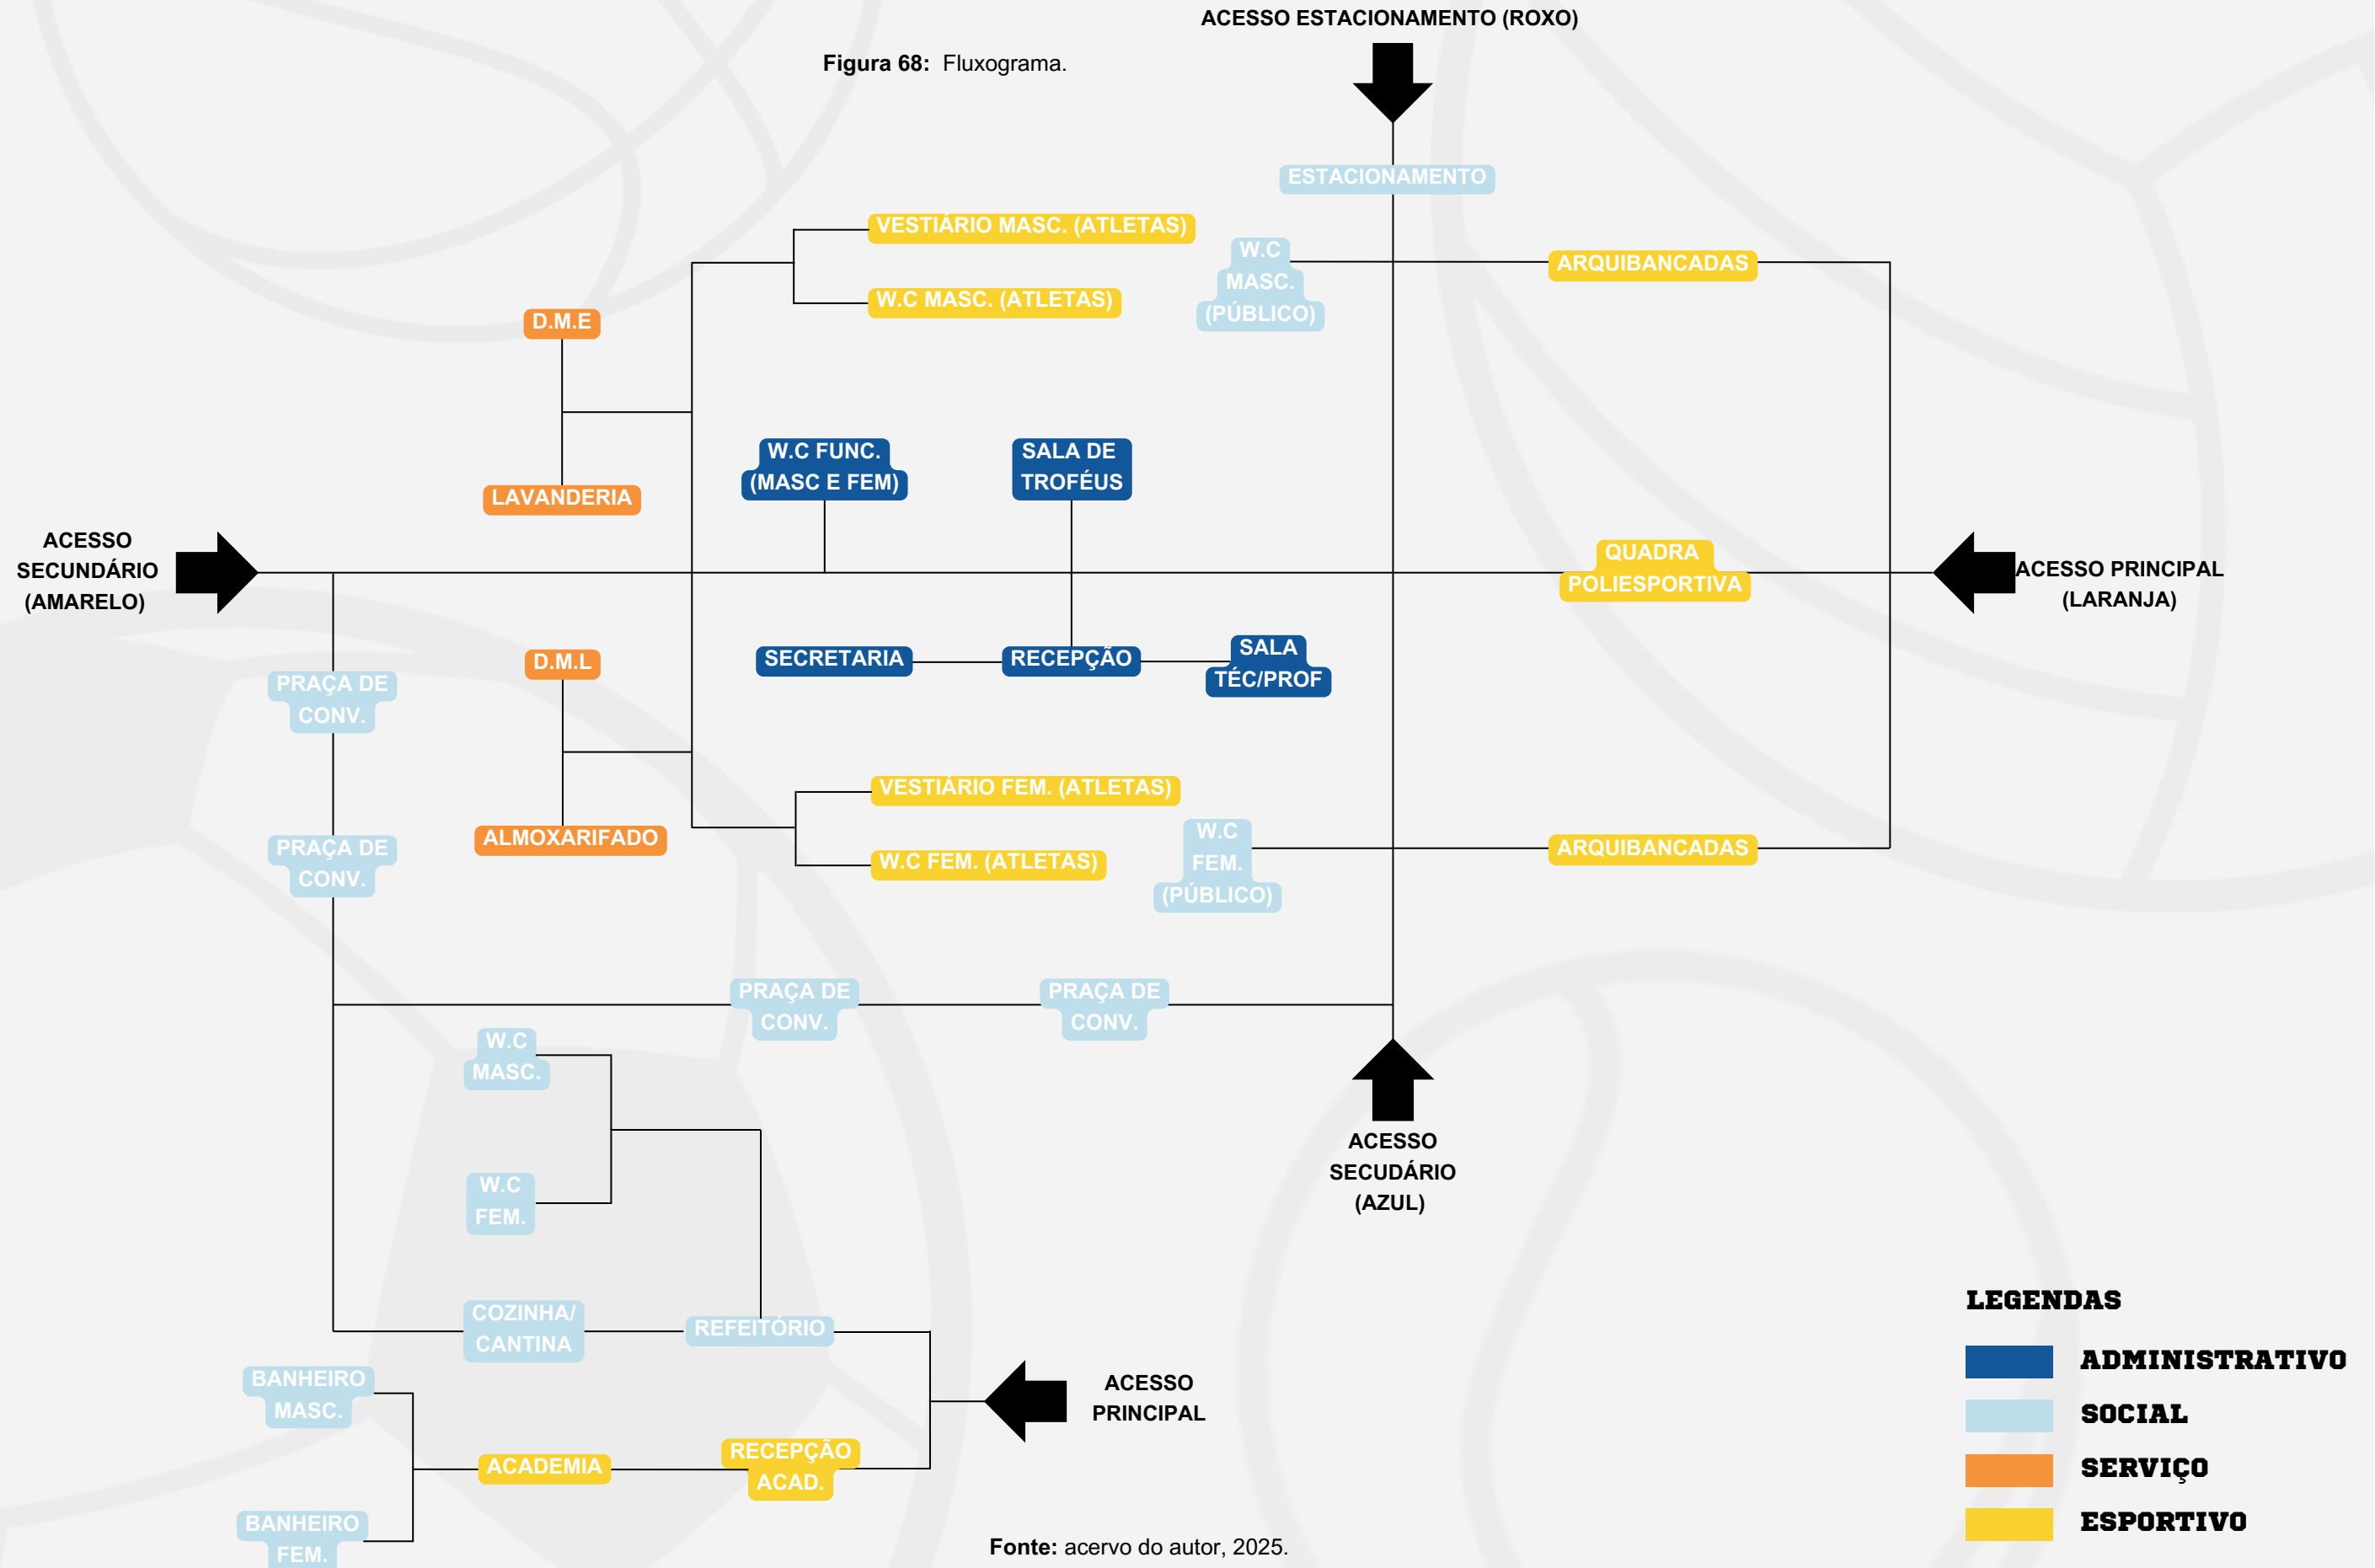 ACESSO ESTACIONAMENTO (ROXO)
Figura 68: Fluxograma.
ESTACIONAMENTO
VESTIÁRIO MASC. (ATLETAS)
W.C
MASC.
(PÚBLICO)
ARQUIBANCADAS
W.C MASC. (ATLETAS)
D.M.E
W.C FUNC.
(MASC E FEM)
SALA DE
TROFÉUS
LAVANDERIA
ACESSO
SECUNDÁRIO
(AMARELO)
QUADRA
POLIESPORTIVA
ACESSO PRINCIPAL
(LARANJA)
D.M.L
SECRETARIA
RECEPÇÃO
SALA
TÉC/PROF
PRAÇA DE
CONV.
VESTIÁRIO FEM. (ATLETAS)
ALMOXARIFADO
PRAÇA DE
CONV.
W.C
FEM.
(PÚBLICO)
ARQUIBANCADAS
W.C FEM. (ATLETAS)
PRAÇA DE
CONV.
PRAÇA DE
CONV.
W.C
MASC.
W.C
FEM.
ACESSO
SECUDÁRIO
(AZUL)
COZINHA/
CANTINA
REFEITÓRIO
BANHEIRO
MASC.
ACESSO
PRINCIPAL
ACADEMIA
RECEPÇÃO
ACAD.
BANHEIRO
FEM.
LEGENDAS
ADMINISTRATIVO
SOCIAL
SERVIÇO
ESPORTIVO
Fonte: acervo do autor, 2025.